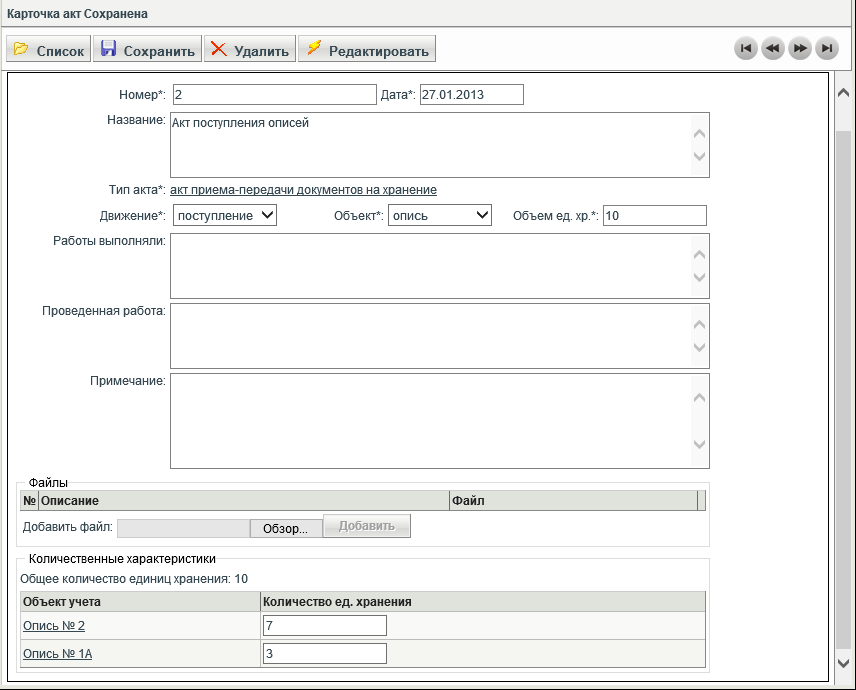 Карточка акт Сохранена
Список Сохранить Удалить Редактировать
Номер*: 2 Дата*: 27.01.2013
Название: Акт поступления описей
Тип акта*: акт приема-передачи документов на хранение
Движение*: поступление Объект*: опись Объем ед. хр.*: 10
Работы выполняли:
Проведенная работа:
Примечание:
Файлы
№ Описание Файл
Добавить файл: Обзор... Добавить
Количественные характеристики
Общее количество единиц хранения: 10
Объект учета Количество ед. хранения
Опись № 2 7
Опись № 1А 3